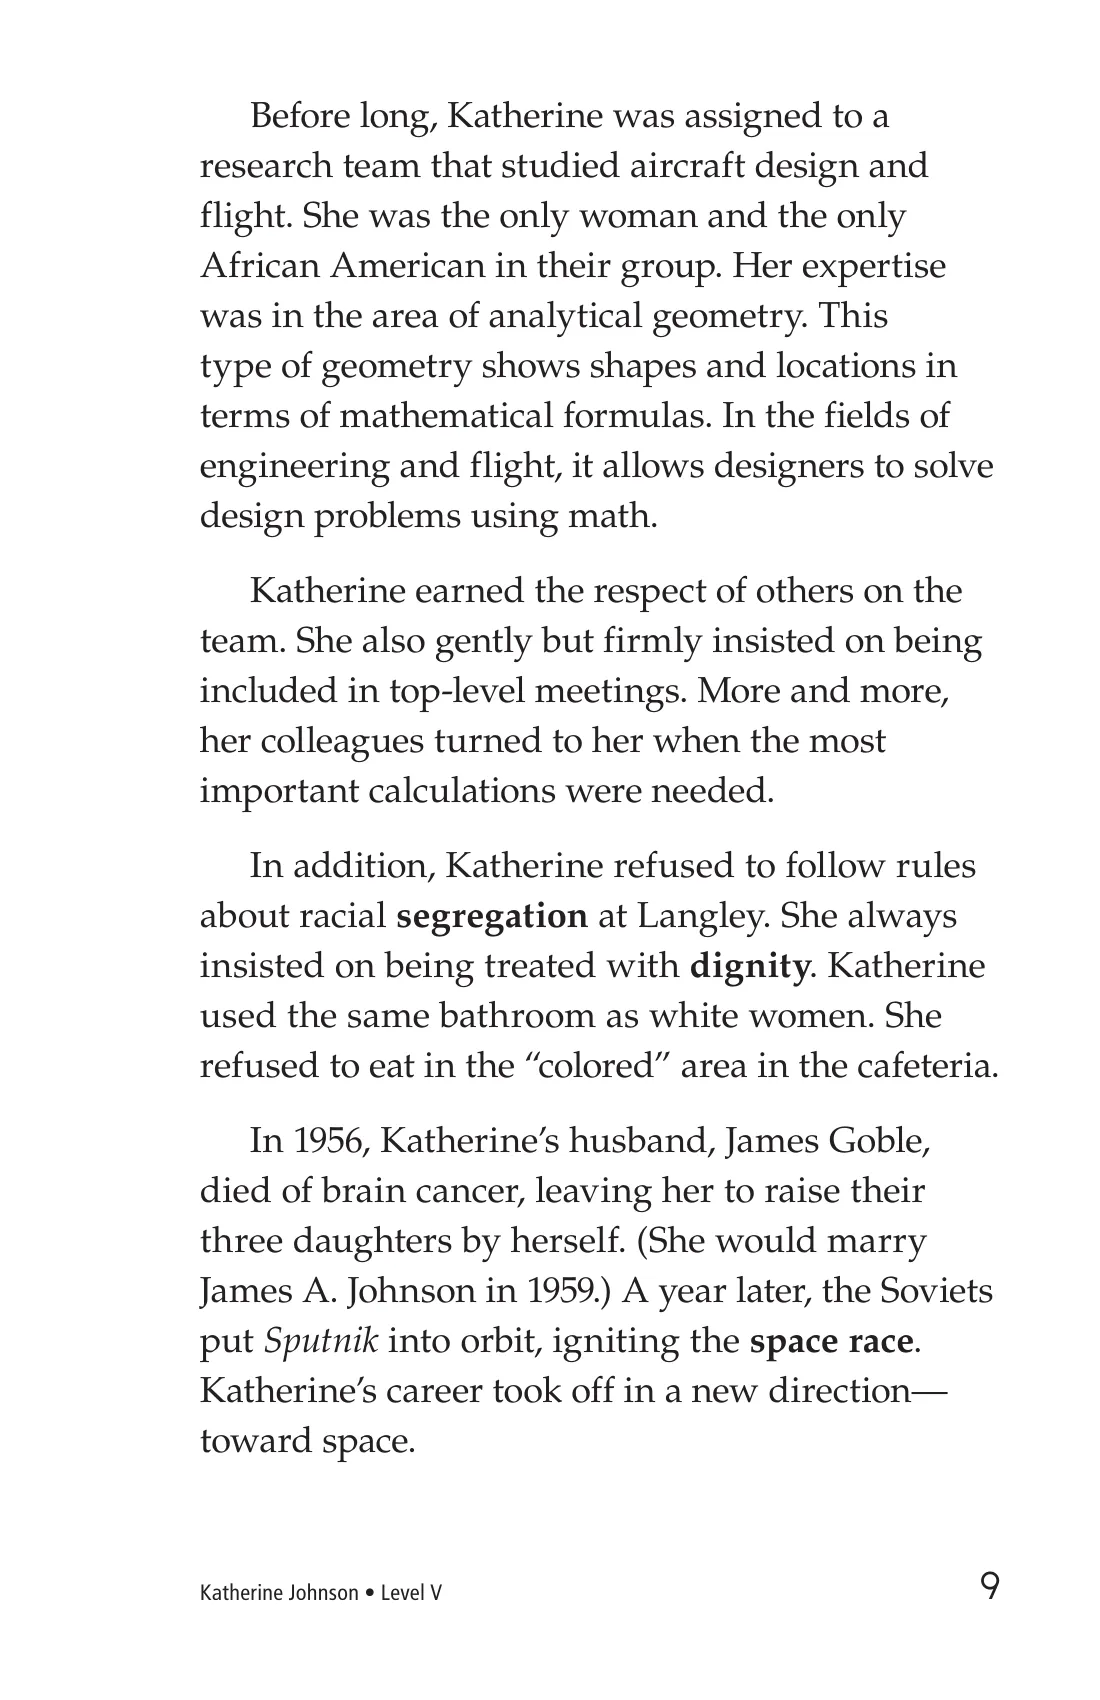 Before long, Katherine was assigned to a
research team that studied aircraft design and
flight. She was the only woman and the only
African American in their group. Her expertise
was in the area of analytical geometry. This
type of geometry shows shapes and locations in
terms of mathematical formulas. In the fields of
engineering and flight, it allows designers to solve
design problems using math.
Katherine earned the respect of others on the
team. She also gently but firmly insisted on being
included in top-level meetings. More and more,
her colleagues turned to her when the most
important calculations were needed.
In addition, Katherine refused to follow rules
about racial segregation at Langley. She always
insisted on being treated with dignity. Katherine
used the same bathroom as white women. She
refused to eat in the “colored” area in the cafeteria.
In 1956, Katherine’s husband, James Goble,
died of brain cancer, leaving her to raise their
three daughters by herself. (She would marry
James A. Johnson in 1959.) A year later, the Soviets
put Sputnik into orbit, igniting the space race.
Katherine’s career took off in a new direction—
toward space.
Katherine Johnson • Level V
9